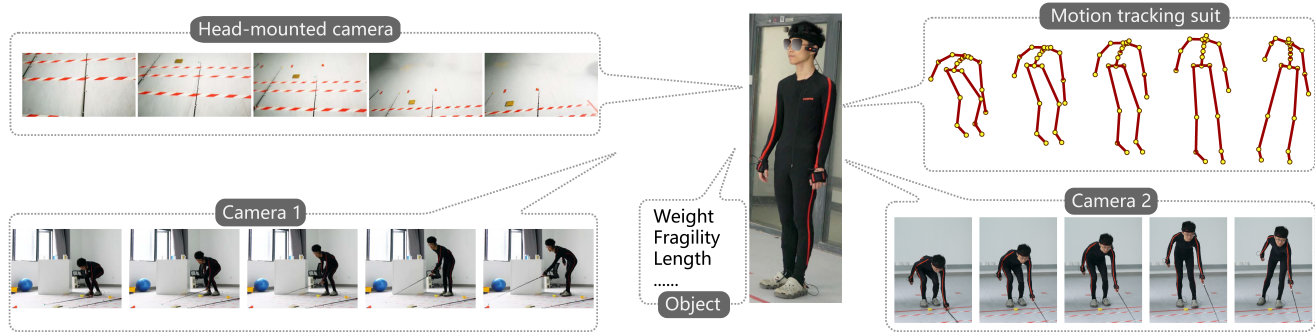 Head-mounted camera
Motion tracking suit
Camera 1
Weight
Fragility
Length
......
Object
Camera 2